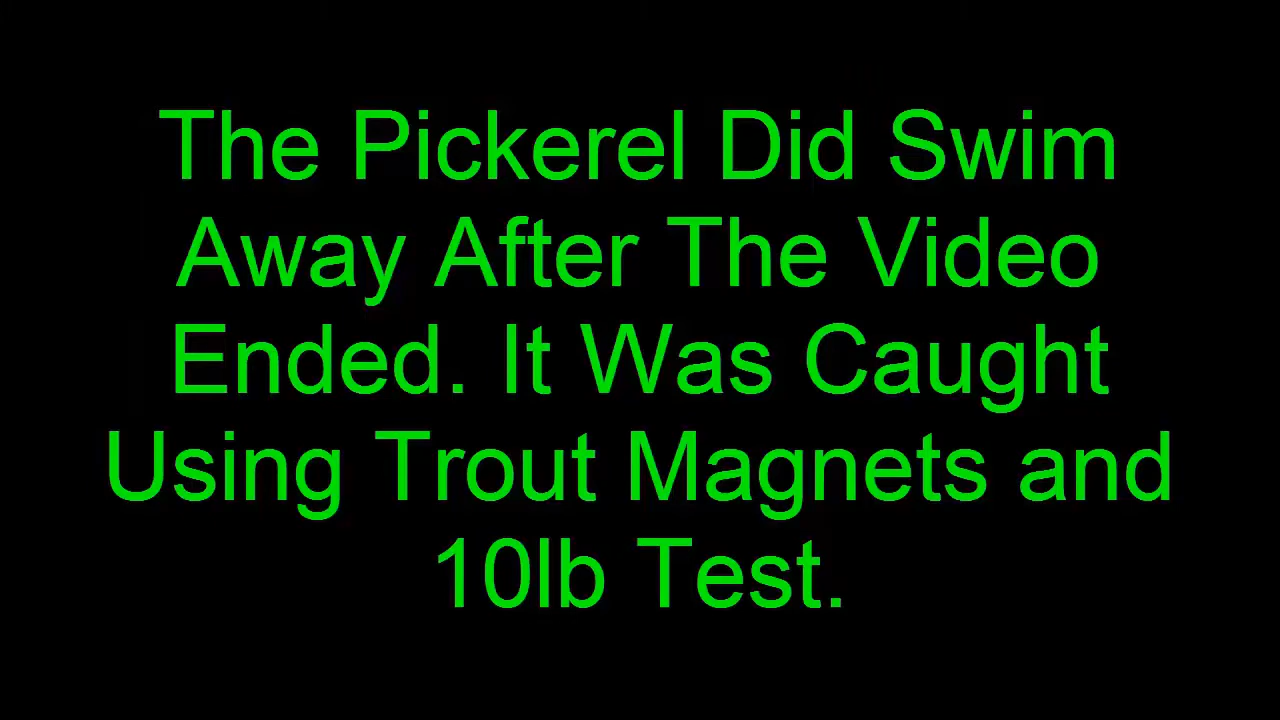 The Pickerel Did Swim
Away After The Video
Ended. It Was Caught
Using Trout Magnets and
10lb Test.